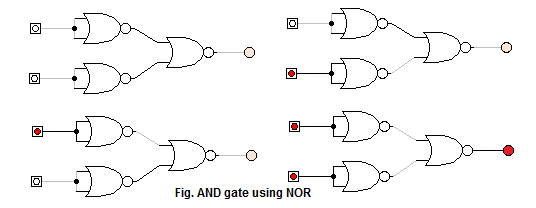 Fig. AND gate using NOR